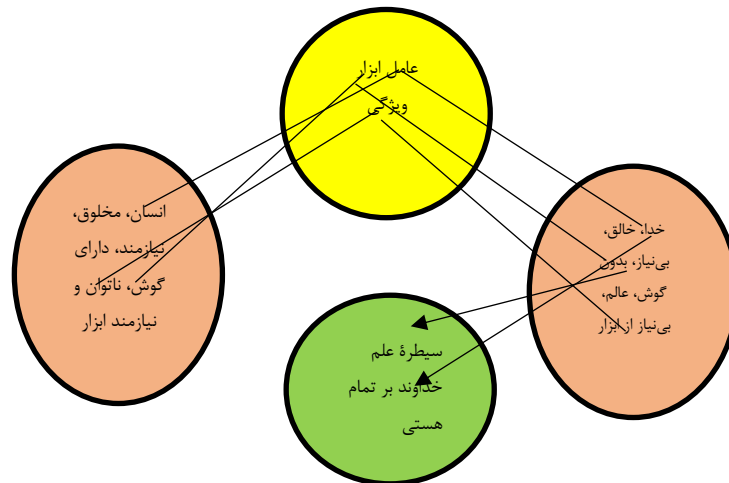 عامل ابزار
ویژگی
انسان، مخلوق،
نیازمند، دارای
گوش، ناتوان و
نیازمند ابزار
خدا، خالق،
بی‌نیاز، بدون
گوش، عالم،
بی‌نیاز از ابزار
سیطرهٔ علم
خداوند بر تمام
هستی